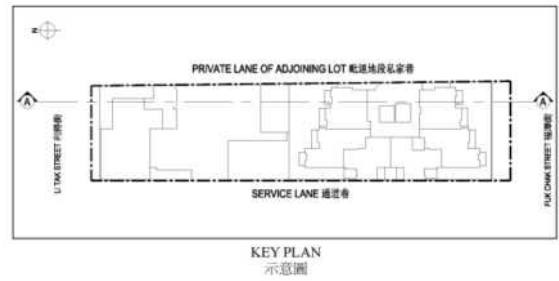 N
PRIVATE LANE OF ADJOINING LOT 毗連地段私家巷
A
A
LI TAK STREET 利得街
FUK CHAK STREET 福澤街
SERVICE LANE 通道巷
KEY PLAN
示意圖